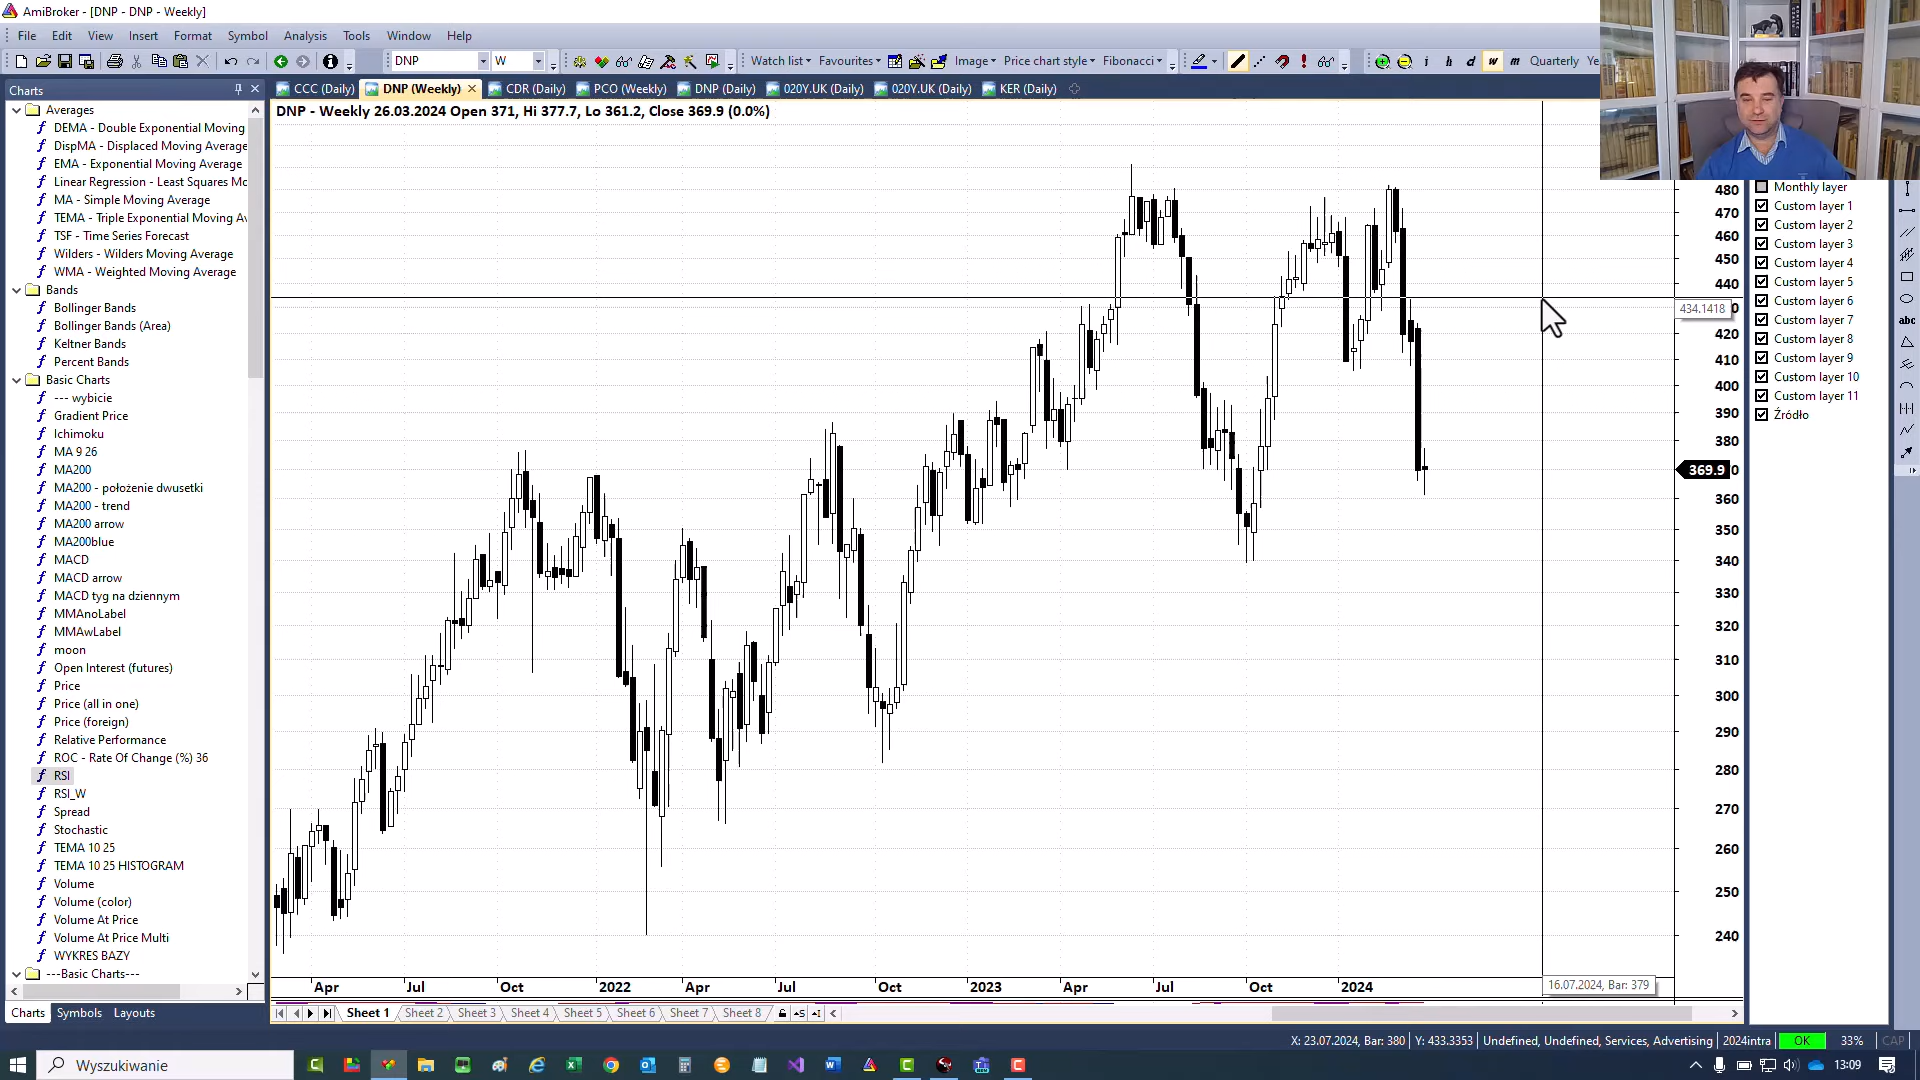 AmiBroker - [DNP - DNP - Weekly]
File Edit View Insert Format Symbol Analysis Tools Window Help
DNP W Watch list Favourites Image Price chart style Fibonacci i h d w m Quarterly Ye
Charts
CCC (Daily) DNP (Weekly) CDR (Daily) PCO (Weekly) DNP (Daily) 020Y.UK (Daily) 020Y.UK (Daily) KER (Daily)
DNP - Weekly 26.03.2024 Open 371, Hi 377.7, Lo 361.2, Close 369.9 (0.0%)
Averages
DEMA - Double Exponential Moving
DispMA - Displaced Moving Average
EMA - Exponential Moving Average
Linear Regression - Least Squares Mo
MA - Simple Moving Average
TEMA - Triple Exponential Moving Av
TSF - Time Series Forecast
Wilders - Wilders Moving Average
WMA - Weighted Moving Average
Bands
Bollinger Bands
Bollinger Bands (Area)
Keltner Bands
Percent Bands
Basic Charts
--- wybicie
Gradient Price
Ichimoku
MA 9 26
MA200
MA200 - położenie dwusetki
MA200 - trend
MA200 arrow
MA200blue
MACD
MACD arrow
MACD tyg na dziennym
MMAnoLabel
MMAwLabel
moon
Open Interest (futures)
Price
Price (all in one)
Price (foreign)
Relative Performance
ROC - Rate Of Change (%) 36
RSI
RSI_W
Spread
Stochastic
TEMA 10 25
TEMA 10 25 HISTOGRAM
Volume
Volume (color)
Volume At Price
Volume At Price Multi
WYKRES BAZY
---Basic Charts---
Charts Symbols Layouts
480
470
460
450
440
434.1418 0
420
410
400
390
380
369.9 0
360
350
340
330
320
310
300
290
280
270
260
250
240
Monthly layer
Custom layer 1
Custom layer 2
Custom layer 3
Custom layer 4
Custom layer 5
Custom layer 6
Custom layer 7
Custom layer 8
Custom layer 9
Custom layer 10
Custom layer 11
Źródło
abc
Apr Jul Oct 2022 Apr Jul Oct 2023 Apr Jul Oct 2024
16.07.2024, Bar: 379
Sheet 1 Sheet 2 Sheet 3 Sheet 4 Sheet 5 Sheet 6 Sheet 7 Sheet 8
X: 23.07.2024, Bar: 380 Y: 433.3353 Undefined, Undefined, Services, Advertising 2024intra OK 33% CAP
Wyszukiwanie
13:09